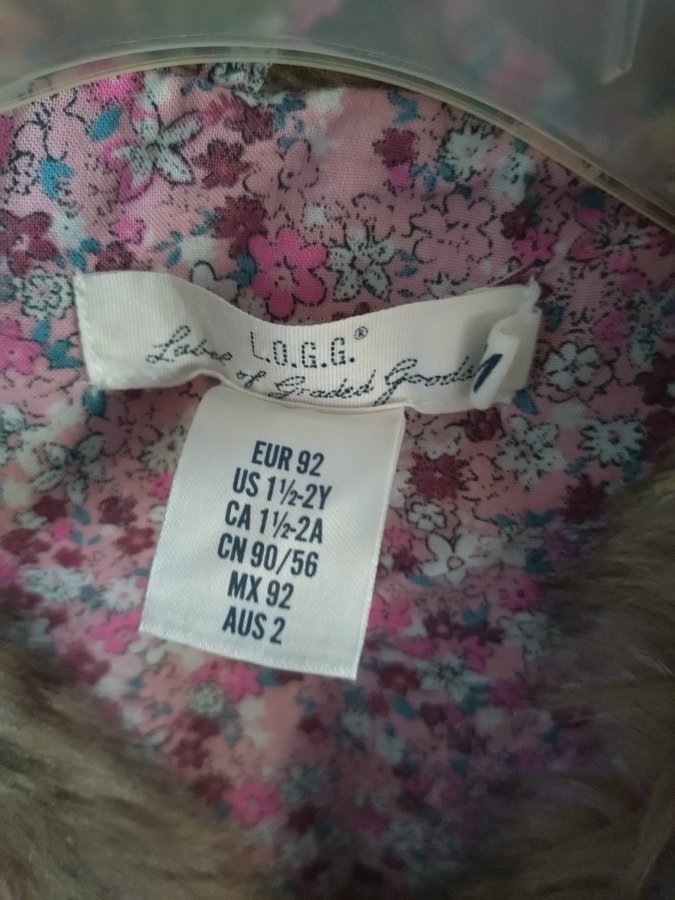 L.O.G.G.®
Label of Graded Goods
EUR 92
US 1½-2Y
CA 1½-2A
CN 90/56
MX 92
AUS 2